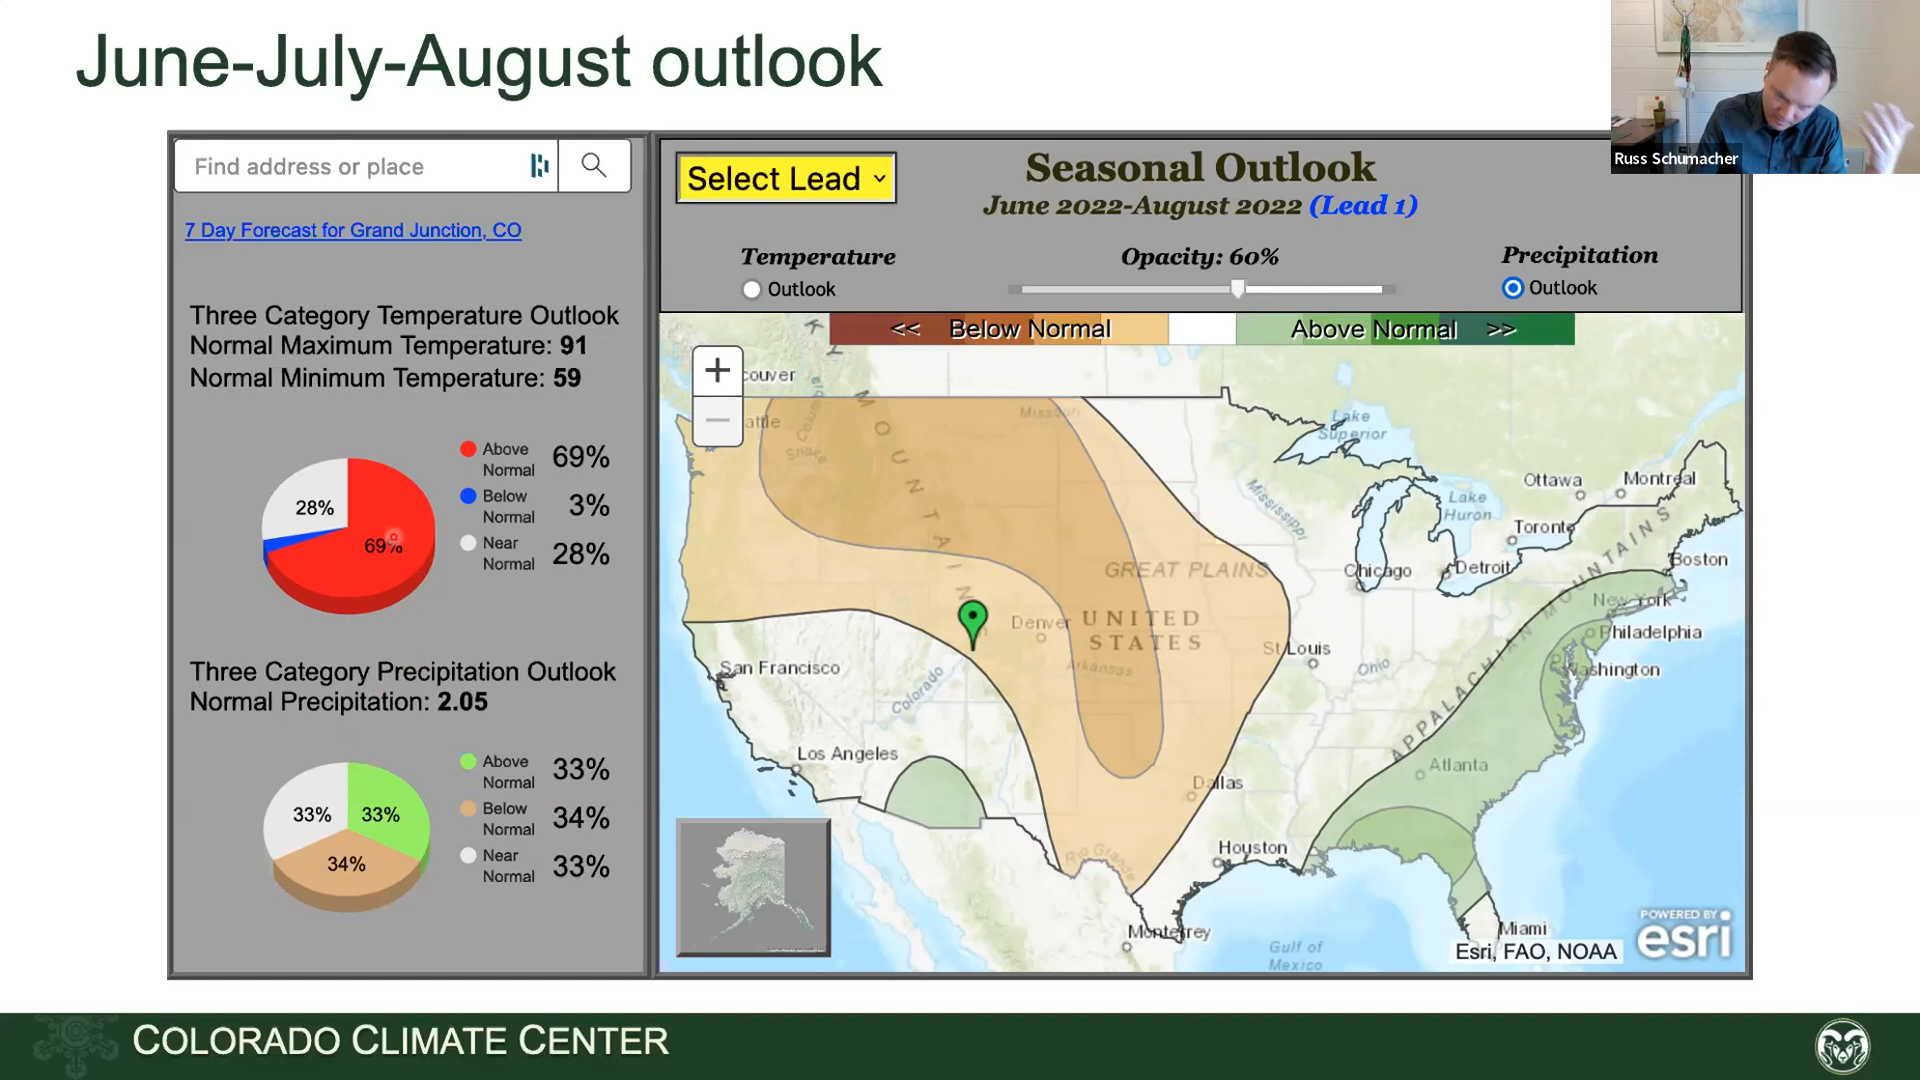 June-July-August outlook
Russ Schumacher
Find address or place
7 Day Forecast for Grand Junction, CO
Three Category Temperature Outlook
Normal Maximum Temperature: 91
Normal Minimum Temperature: 59
28%
69%
Above Normal 69%
Below Normal 3%
Near Normal 28%
Three Category Precipitation Outlook
Normal Precipitation: 2.05
33%
33%
34%
Above Normal 33%
Below Normal 34%
Near Normal 33%
Select Lead
Seasonal Outlook
June 2022-August 2022 (Lead 1)
Temperature
Outlook
Opacity: 60%
Precipitation
Outlook
<< Below Normal
Above Normal >>
couver
attle
Columbia
Snake
Missouri
MOUNTAIN
Lake Superior
Mississippi
Lake Huron
Ottawa
Montreal
Toronto
Boston
Chicago
Detroit
GREAT PLAINS
UNITED STATES
Denver
Arkansas
St Louis
Ohio
New York
Philadelphia
Washington
APPALACHIAN MOUNTAINS
San Francisco
Colorado
Los Angeles
Dallas
Atlanta
Houston
Rio Grande
Monterrey
Gulf of Mexico
Miami
Esri, FAO, NOAA
POWERED BY
esri
COLORADO CLIMATE CENTER